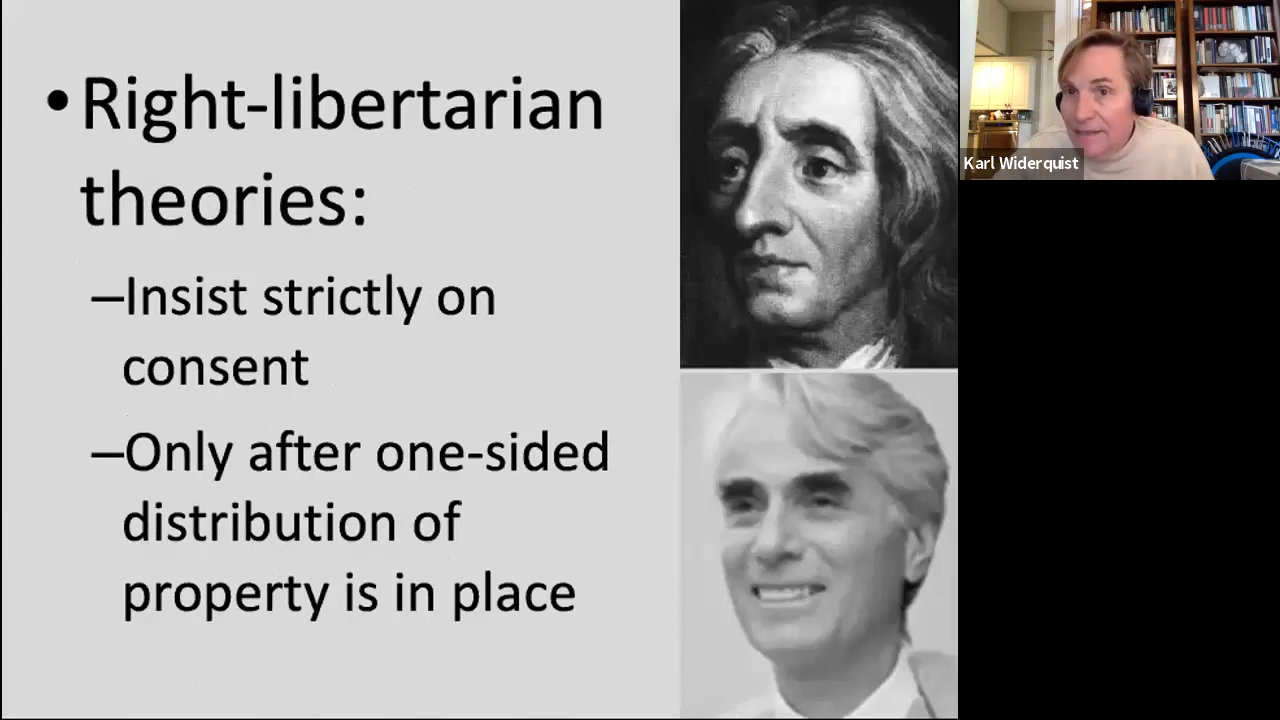 • Right-libertarian
theories:
–Insist strictly on
consent
–Only after one-sided
distribution of
property is in place
Karl Widerquist